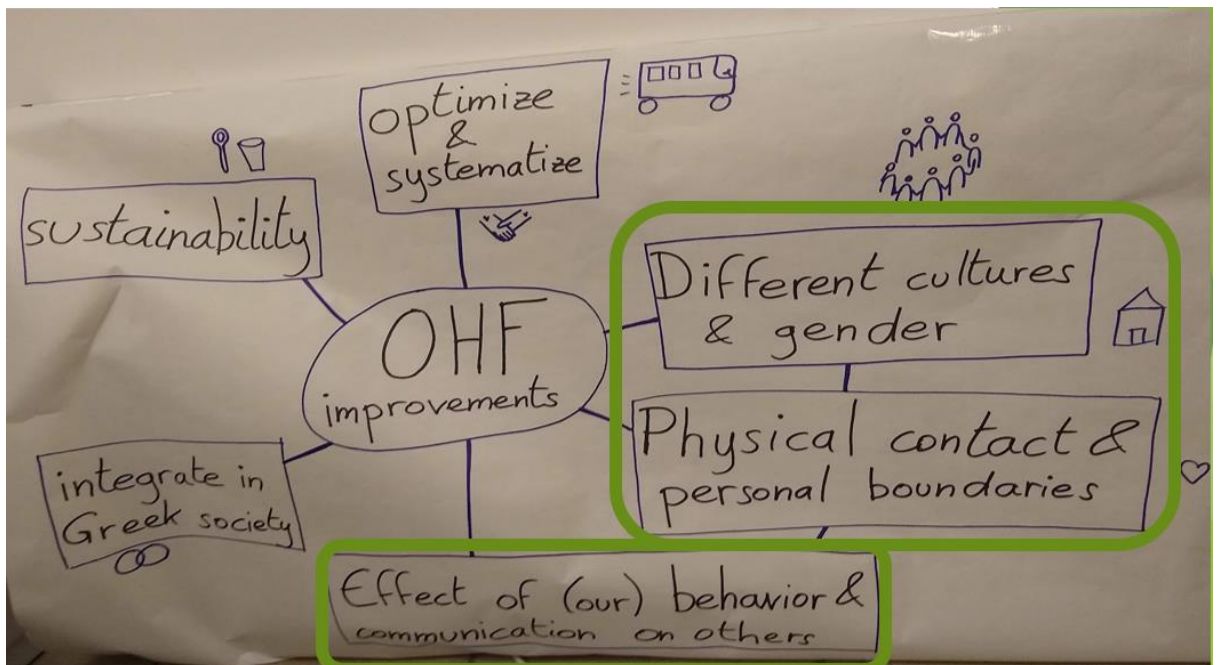 optimize
&
systematize
sustainability
Different cultures
& gender
OHF
improvements
Physical contact &
personal boundaries
integrate in
Greek society
Effect of (our) behavior &
communication on others